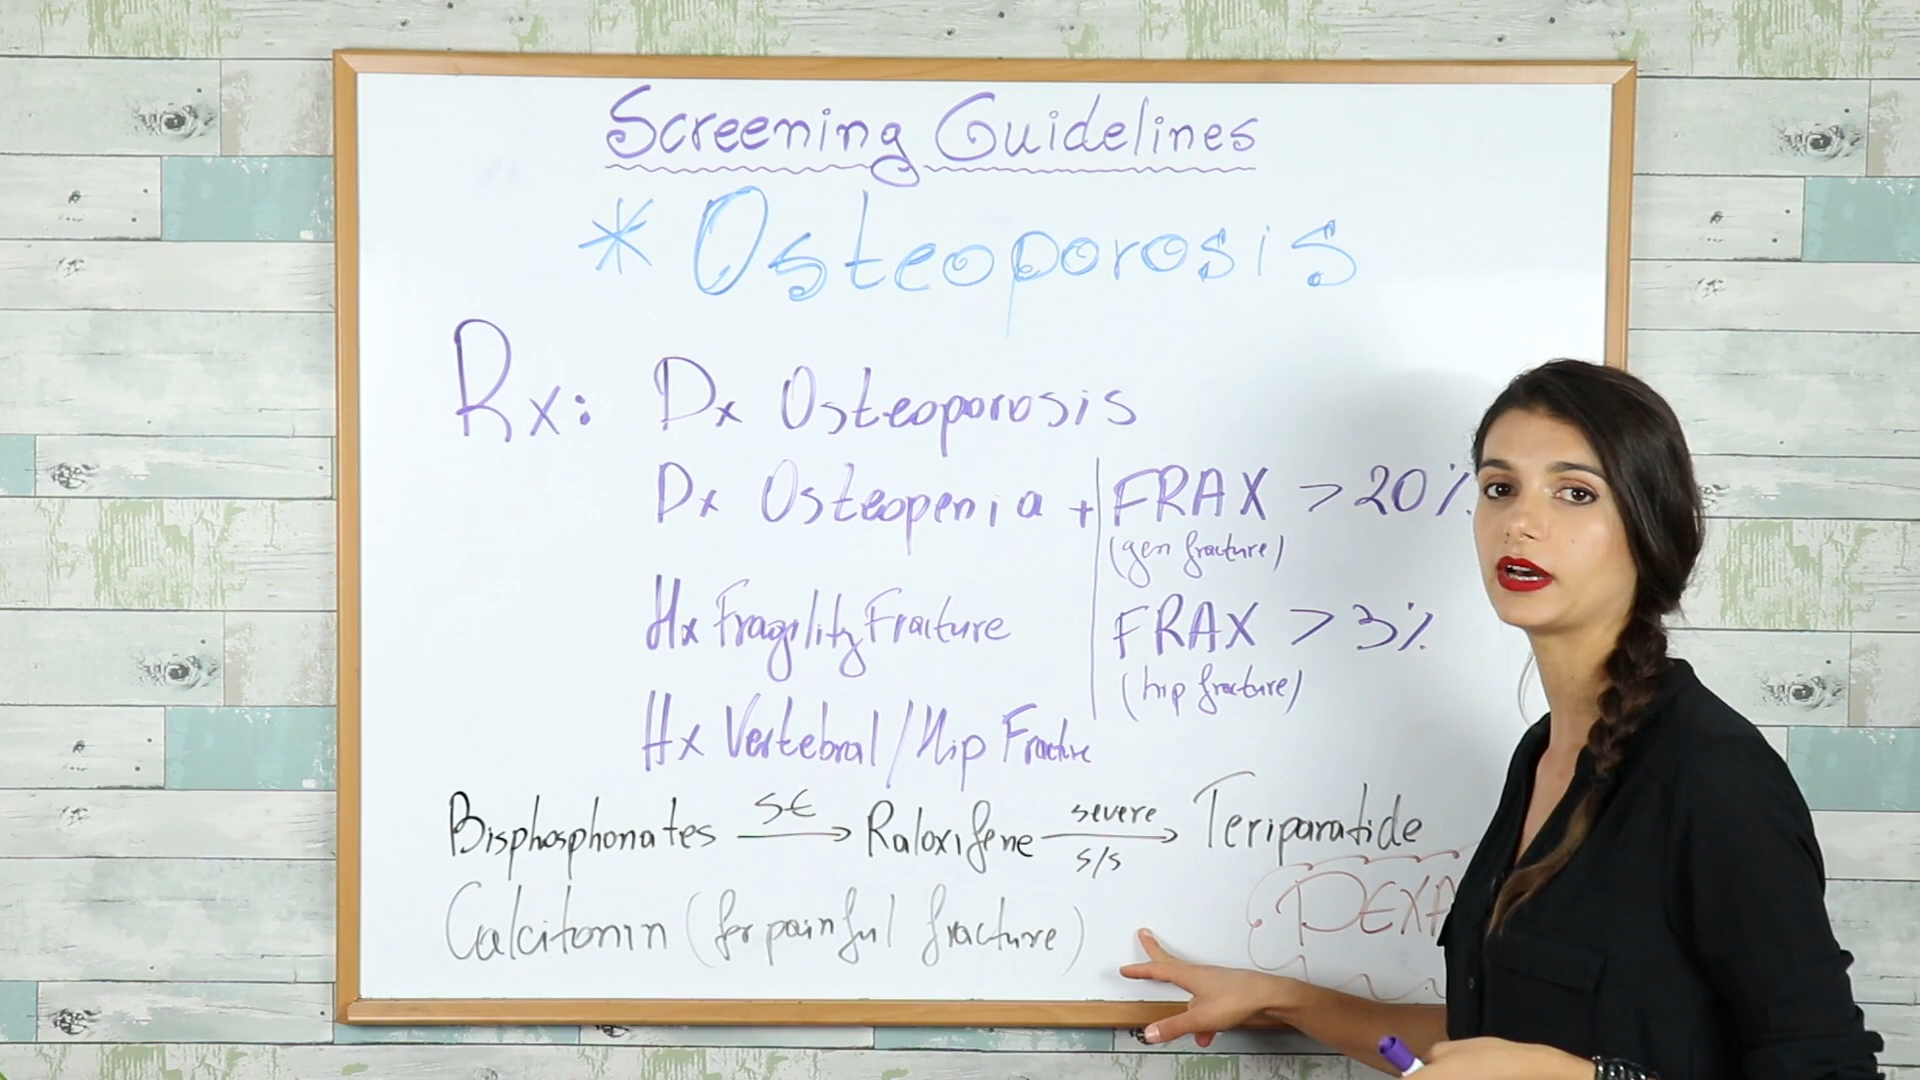 Screening Guidelines
* Osteoporosis
Rx: Dx Osteoporosis
Dx Osteopenia + FRAX > 20%
(gen fracture)
Hx Fragility Fracture FRAX > 3%
(hip fracture)
Hx Vertebral / Hip Fracture
Bisphosphonates SE → Raloxifene severe s/s → Teriparatide
Calcitonin (for painful fracture) DEXA